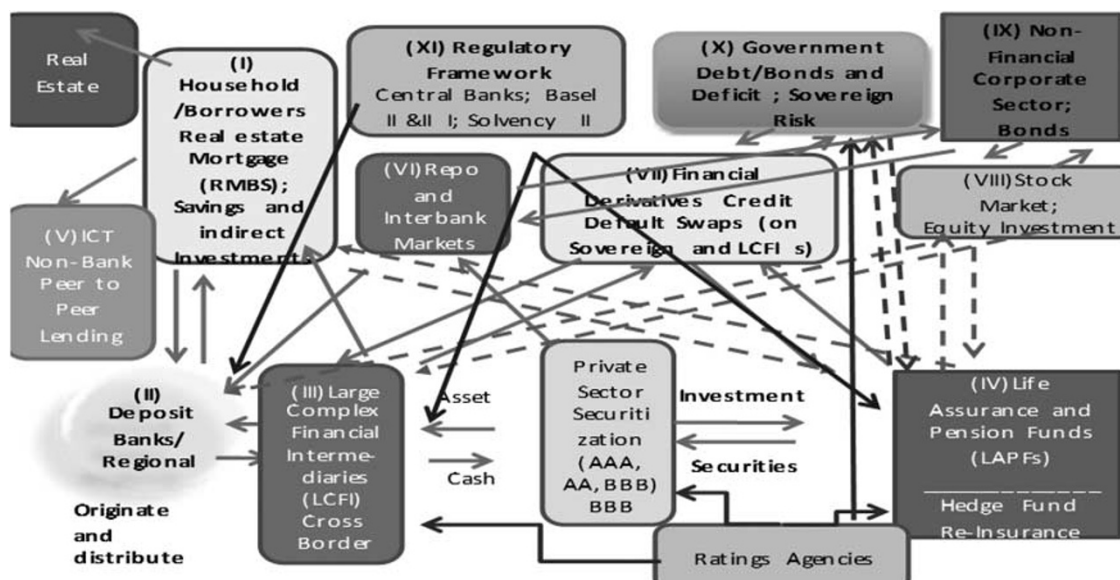 Real
Estate
(I)
Household
/Borrowers
Real estate
Mortgage
(RMBS);
Savings and
indirect
Investments
(XI) Regulatory
Framework
Central Banks; Basel
II &II I; Solvency II
(X) Government
Debt/Bonds and
Deficit ; Sovereign
Risk
(IX) Non-
Financial
Corporate
Sector;
Bonds
(VI) Repo
and
Interbank
Markets
(VII) Financial
Derivatives Credit
Default Swaps (on
Sovereign and LCFI s)
(VIII) Stock
Market;
Equity Investment
(V) ICT
Non-Bank
Peer to
Peer
Lending
(II)
Deposit
Banks/
Regional
Originate
and
distribute
(III) Large
Complex
Financial
Interme-
diaries
(LCFI)
Cross
Border
Asset
Cash
Private
Sector
Securiti
zation
(AAA,
AA, BBB)
BBB
Investment
Securities
(IV) Life
Assurance and
Pension Funds
(LAPFs)
Hedge Fund
Re-Insurance
Ratings Agencies